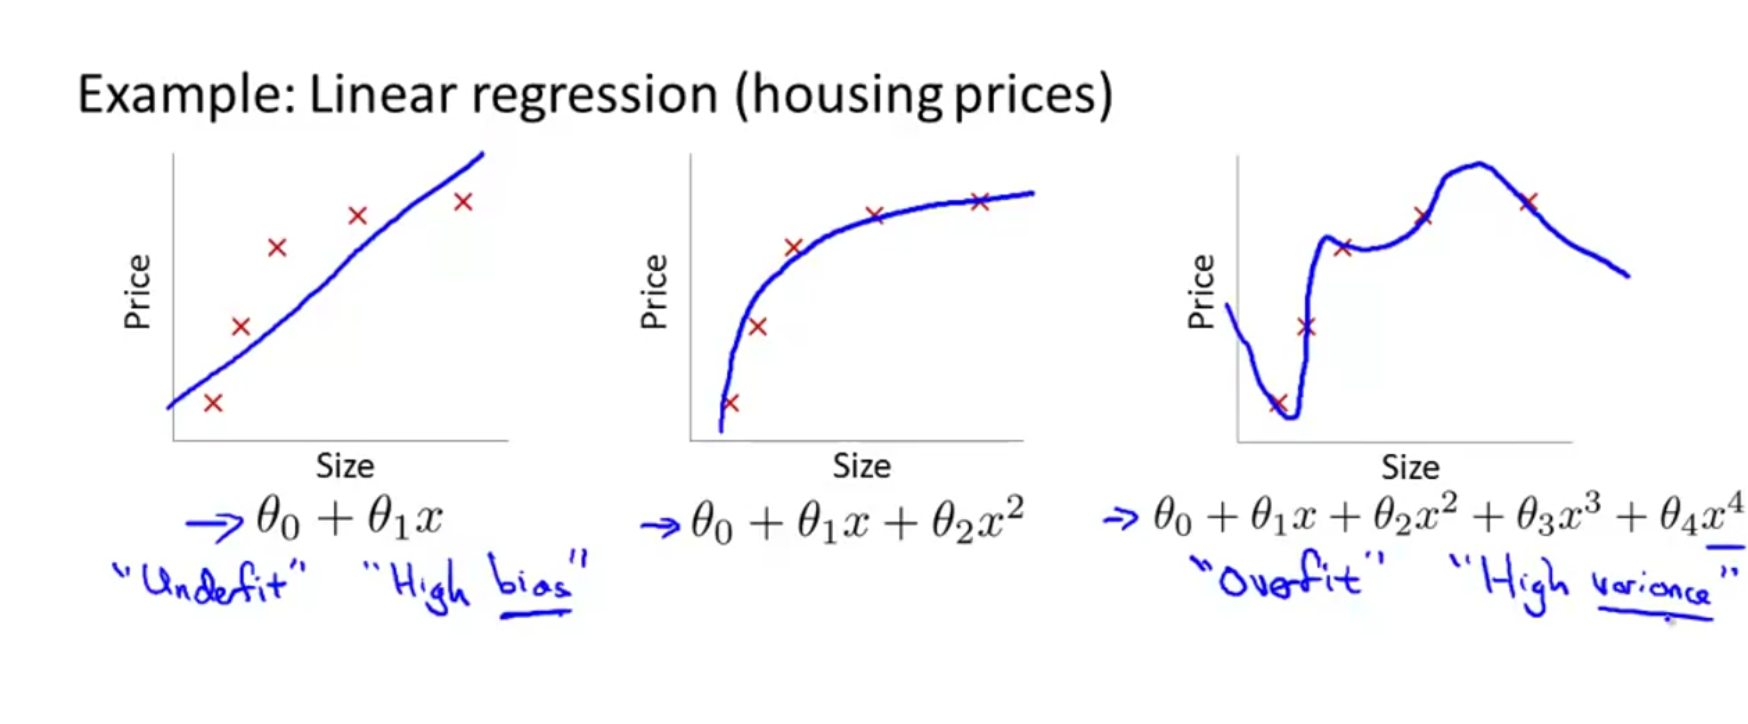 Example: Linear regression (housing prices)
Price
Size
θ₀ + θ₁x
"Underfit" "High bias"
Price
Size
θ₀ + θ₁x + θ₂x²
Price
Size
θ₀ + θ₁x + θ₂x² + θ₃x³ + θ₄x⁴
"Overfit" "High variance"